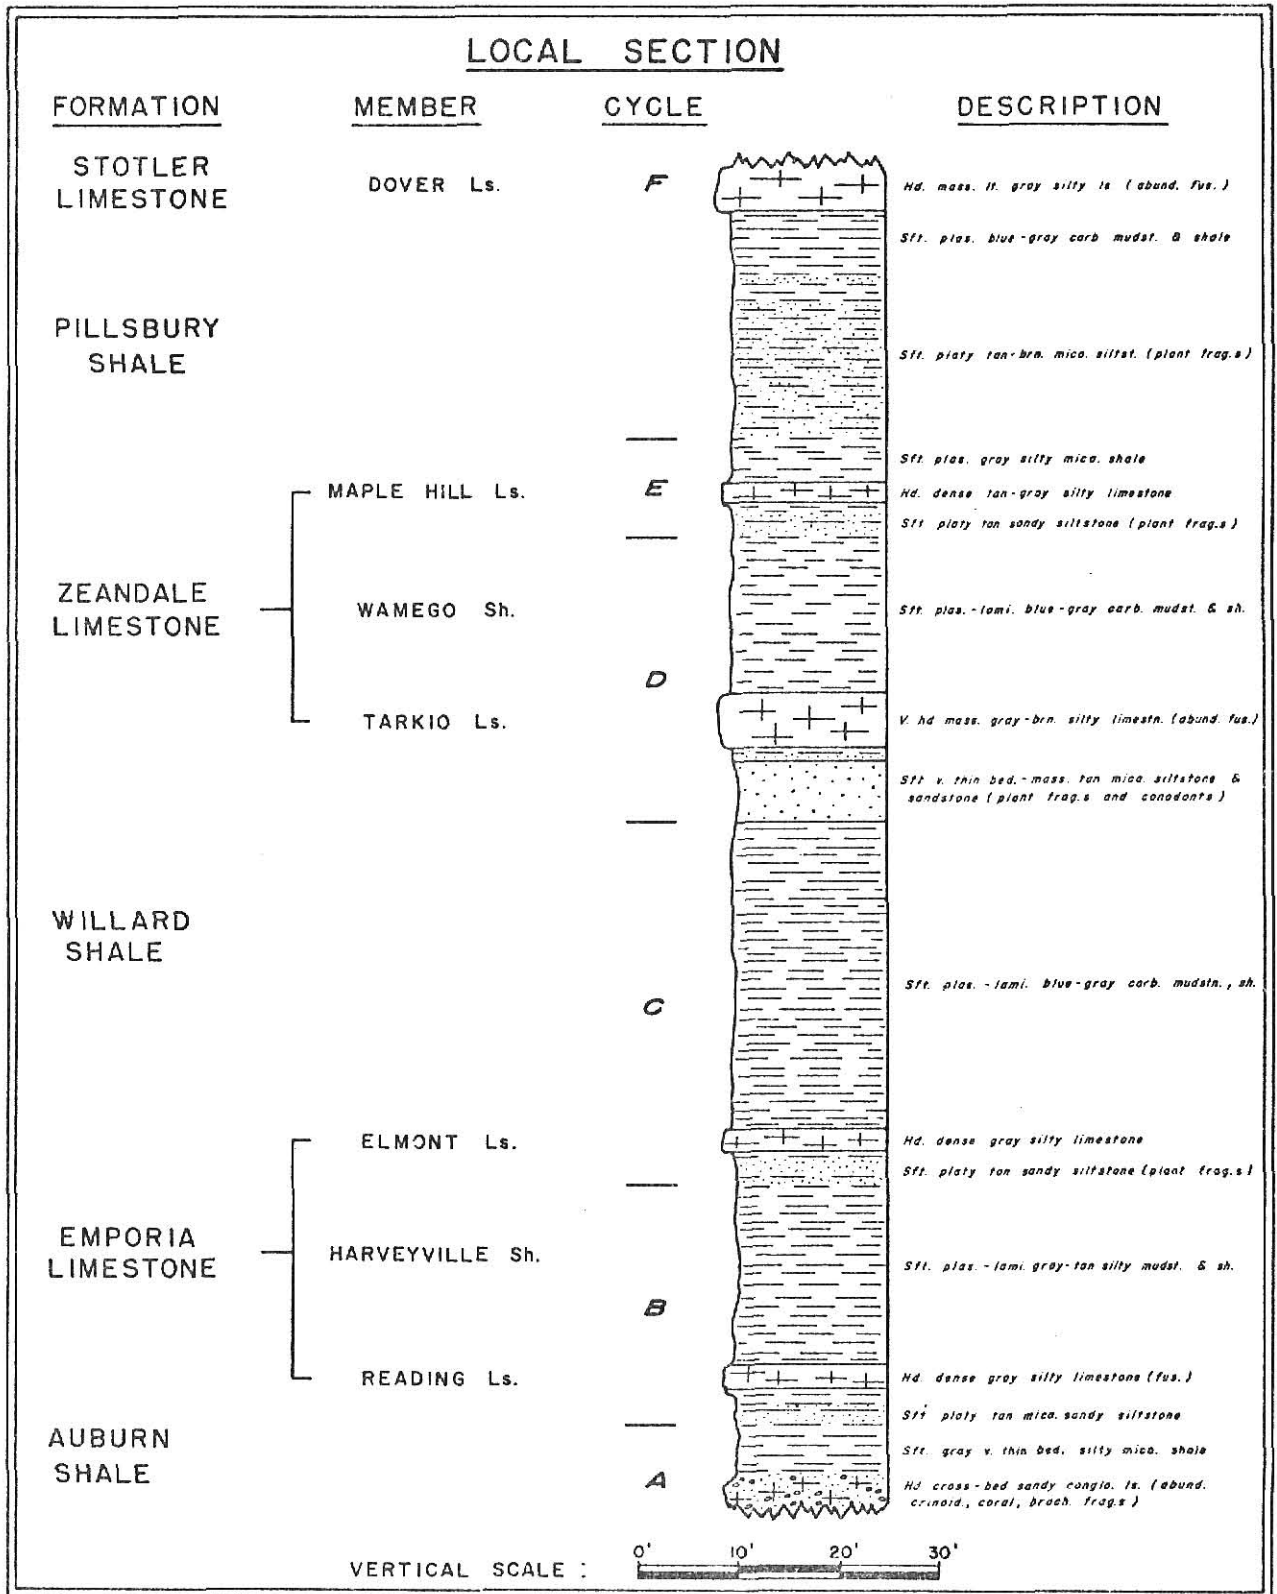 LOCAL SECTION
FORMATION MEMBER CYCLE DESCRIPTION
STOTLER LIMESTONE
DOVER Ls.
F
Hd. mass. lt. gray silty ls (abund. fus.)
Sft. plas. blue-gray carb mudst. & shale
PILLSBURY SHALE
Sft. platy tan-brn. mica. siltst. (plant frag.s)
Sft. plas. gray silty mica. shale
MAPLE HILL Ls.
E
Hd. dense tan-gray silty limestone
Sft platy tan sandy siltstone (plant frag.s)
ZEANDALE LIMESTONE
WAMEGO Sh.
Sft. plas.-lami. blue-gray carb. mudst. & sh.
D
TARKIO Ls.
V. hd mass. gray-brn. silty limestn. (abund. fus.)
Sft v. thin bed.-mass. tan mica. siltstone &
sandstone (plant frag.s and conodonts)
WILLARD SHALE
C
Sft. plas.-lami. blue-gray carb. mudstn., sh.
ELMONT Ls.
Hd. dense gray silty limestone
Sft. platy tan sandy siltstone (plant frag.s)
EMPORIA LIMESTONE
HARVEYVILLE Sh.
Sft. plas.-lami. gray-tan silty mudst. & sh.
B
READING Ls.
Hd. dense gray silty limestone (fus.)
Sft platy tan mica. sandy siltstone
AUBURN SHALE
Sft. gray v. thin bed. silty mica. shale
A
Hd cross-bed sandy conglo. ls. (abund.
crinoid., coral, brach. frag.s)
VERTICAL SCALE : 0' 10' 20' 30'